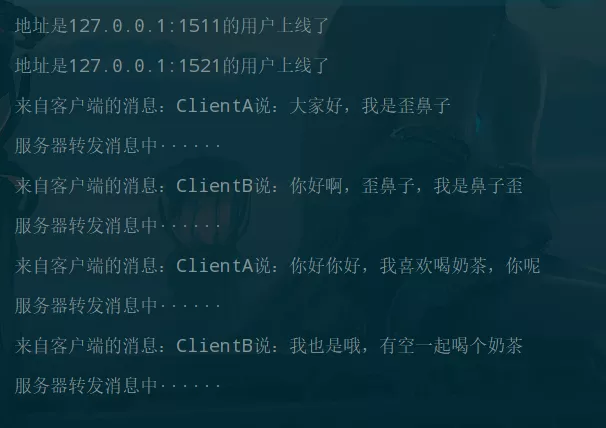 地址是127.0.0.1:1511的用户上线了
地址是127.0.0.1:1521的用户上线了
来自客户端的消息：ClientA说：大家好，我是歪鼻子
服务器转发消息中······
来自客户端的消息：ClientB说：你好啊，歪鼻子，我是鼻子歪
服务器转发消息中······
来自客户端的消息：ClientA说：你好你好，我喜欢喝奶茶，你呢
服务器转发消息中······
来自客户端的消息：ClientB说：我也是哦，有空一起喝个奶茶
服务器转发消息中······